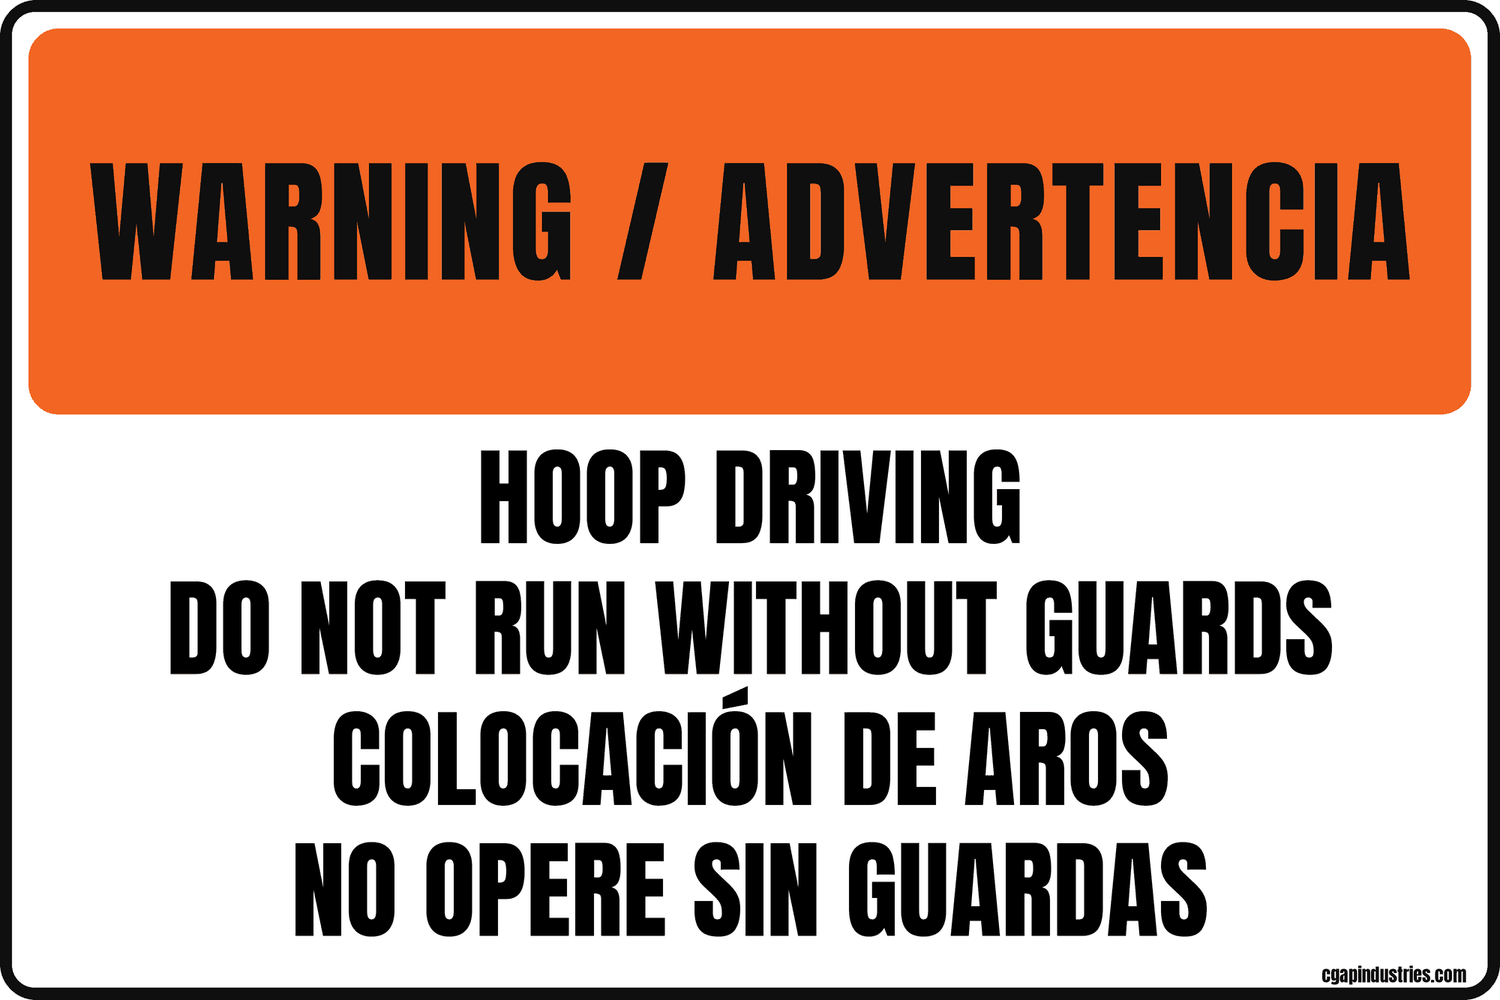 WARNING / ADVERTENCIA
HOOP DRIVING
DO NOT RUN WITHOUT GUARDS
COLOCACIÓN DE AROS
NO OPERE SIN GUARDAS
cgapindustries.com